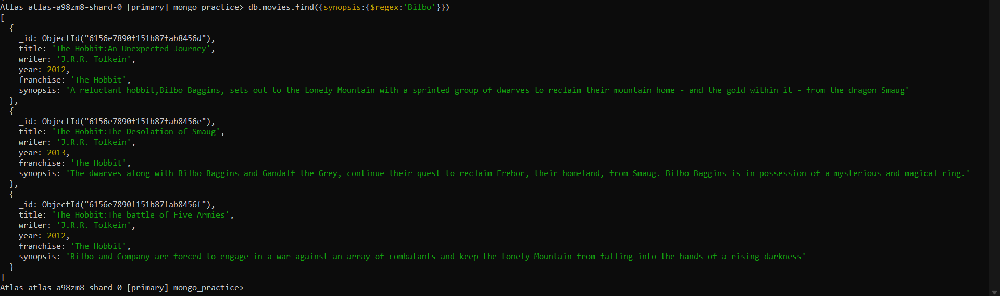 Atlas atlas-a98zm8-shard-0 [primary] mongo_practice> db.movies.find({synopsis:{$regex:'Bilbo'}})
[
  {
    _id: ObjectId("6156e7890f151b87fab8456d"),
    title: 'The Hobbit:An Unexpected Journey',
    writer: 'J.R.R. Tolkein',
    year: 2012,
    franchise: 'The Hobbit',
    synopsis: 'A reluctant hobbit,Bilbo Baggins, sets out to the Lonely Mountain with a sprinted group of dwarves to reclaim their mountain home - and the gold within it - from the dragon Smaug'
  },
  {
    _id: ObjectId("6156e7890f151b87fab8456e"),
    title: 'The Hobbit:The Desolation of Smaug',
    writer: 'J.R.R. Tolkein',
    year: 2013,
    franchise: 'The Hobbit',
    synopsis: 'The dwarves along with Bilbo Baggins and Gandalf the Grey, continue their quest to reclaim Erebor, their homeland, from Smaug. Bilbo Baggins is in possession of a mysterious and magical ring.'
  },
  {
    _id: ObjectId("6156e7890f151b87fab8456f"),
    title: 'The Hobbit:The battle of Five Armies',
    writer: 'J.R.R. Tolkein',
    year: 2012,
    franchise: 'The Hobbit',
    synopsis: 'Bilbo and Company are forced to engage in a war against an array of combatants and keep the Lonely Mountain from falling into the hands of a rising darkness'
  }
]
Atlas atlas-a98zm8-shard-0 [primary] mongo_practice>